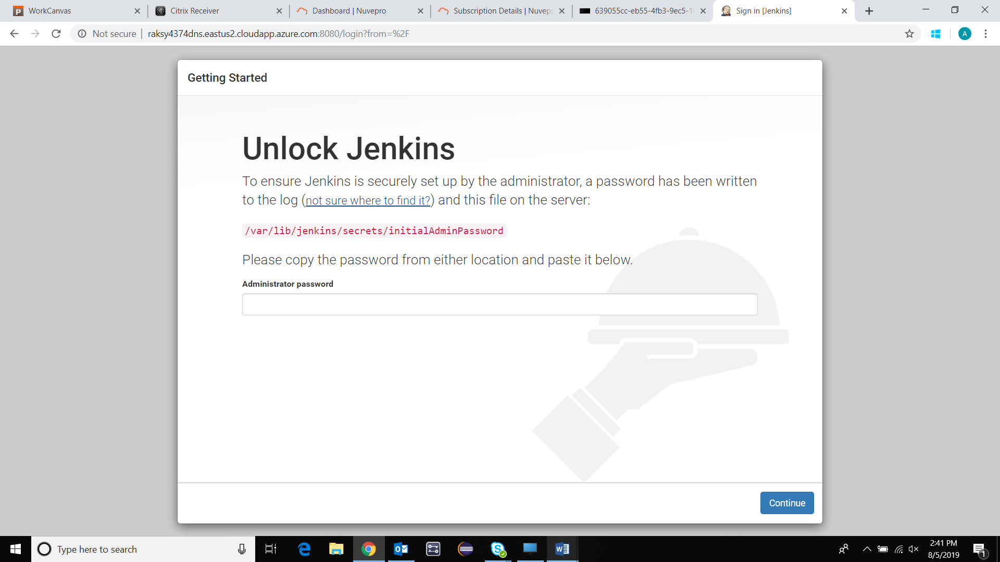 WorkCanvas
Citrix Receiver
Dashboard | Nuvepro
Subscription Details | Nuvepr
639055cc-eb55-4fb3-9ec5-1
Sign in [Jenkins]
Not secure | raksy4374dns.eastus2.cloudapp.azure.com:8080/login?from=%2F
A
Getting Started
Unlock Jenkins
To ensure Jenkins is securely set up by the administrator, a password has been written
to the log (not sure where to find it?) and this file on the server:
/var/lib/jenkins/secrets/initialAdminPassword
Please copy the password from either location and paste it below.
Administrator password
Continue
Type here to search
2:41 PM
8/5/2019
1